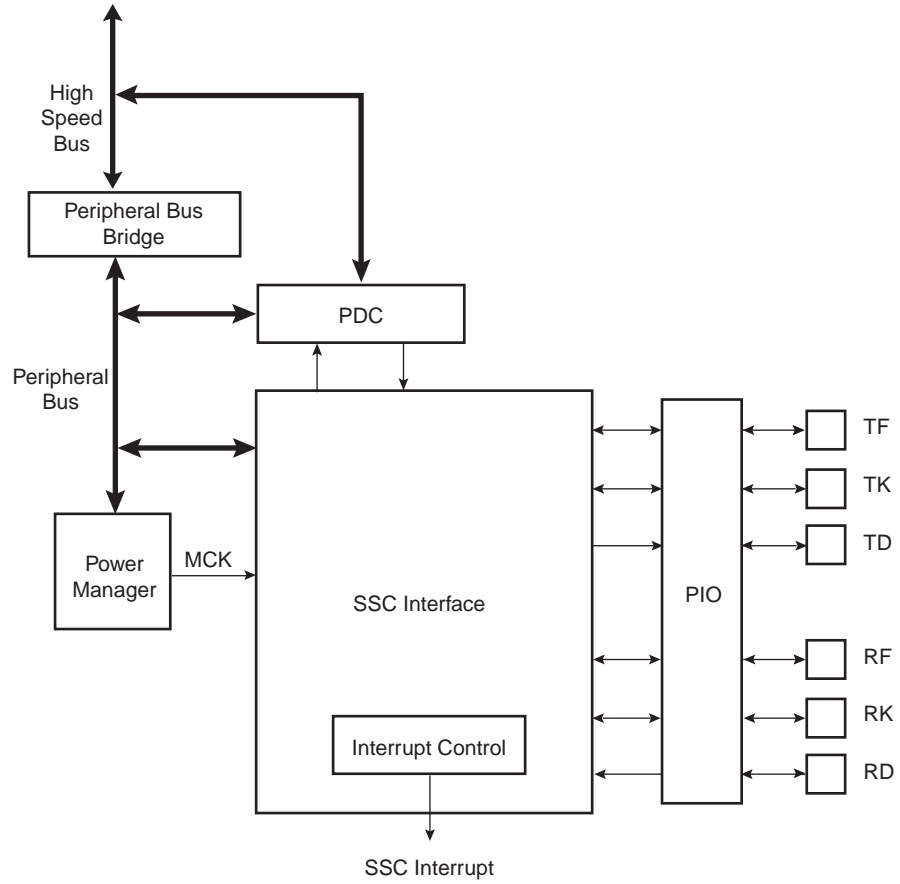 High
Speed
Bus
Peripheral Bus
Bridge
PDC
Peripheral
Bus
TF
TK
TD
Power
Manager
MCK
SSC Interface
PIO
RF
RK
RD
Interrupt Control
SSC Interrupt